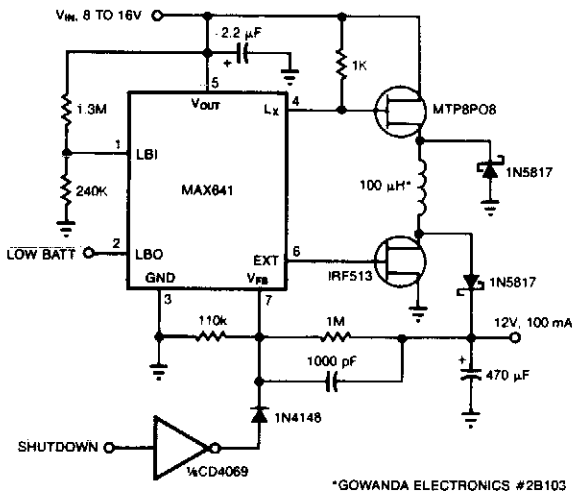 VIN, 8 TO 16V
2.2 µF
+
5
1K
VOUT
4
LX
MTP8P08
1.3M
1
LBI
MAX641
240K
100 µH*
1N5817
2
LBO
LOW BATT
EXT
6
IRF513
GND
VFB
3
7
1N5817
110k
1M
12V, 100 mA
1000 pF
+
470 µF
1N4148
SHUTDOWN
⅙CD4069
*GOWANDA ELECTRONICS #2B103